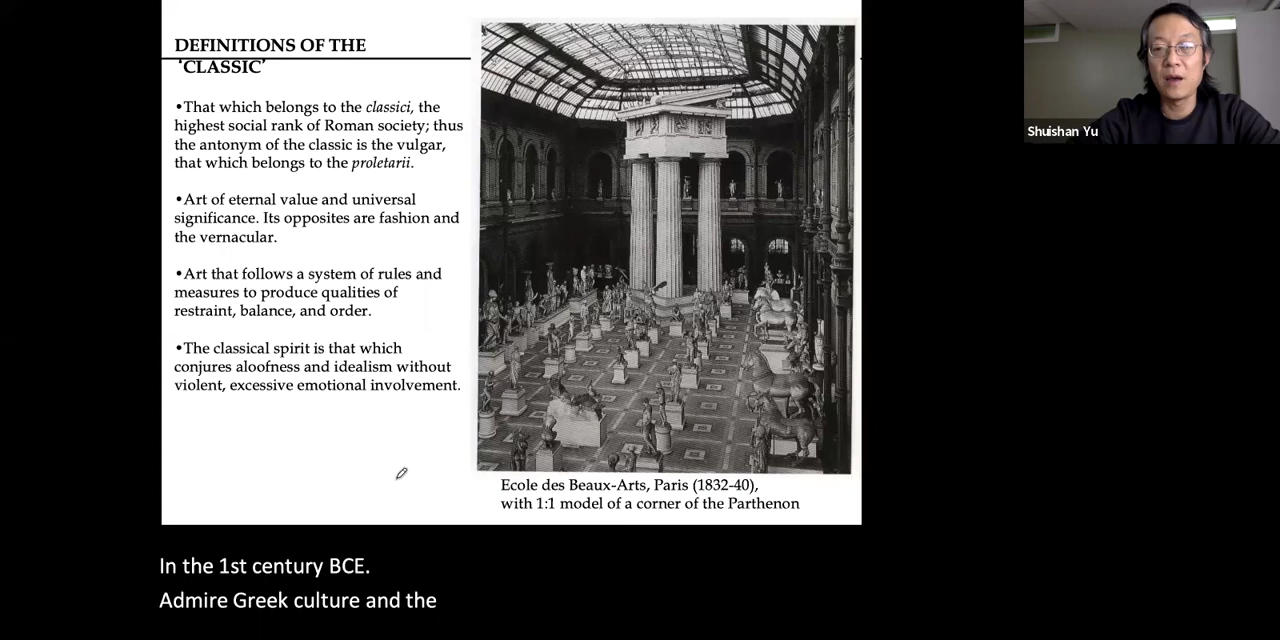 DEFINITIONS OF THE
‘CLASSIC’
•That which belongs to the classici, the
highest social rank of Roman society; thus
the antonym of the classic is the vulgar,
that which belongs to the proletarii.
•Art of eternal value and universal
significance. Its opposites are fashion and
the vernacular.
•Art that follows a system of rules and
measures to produce qualities of
restraint, balance, and order.
•The classical spirit is that which
conjures aloofness and idealism without
violent, excessive emotional involvement.
Ecole des Beaux-Arts, Paris (1832-40),
with 1:1 model of a corner of the Parthenon
Shuishan Yu
In the 1st century BCE.
Admire Greek culture and the